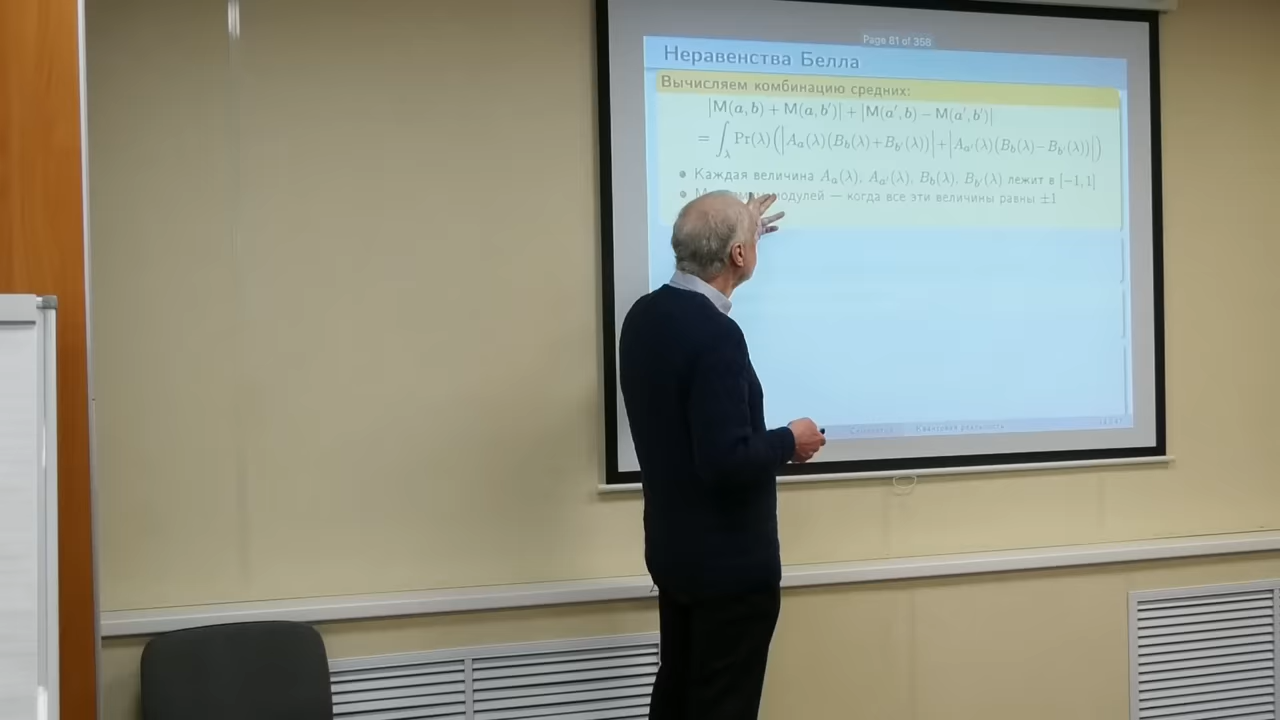 Page 81 of 358
Неравенства Белла
Вычисляем комбинацию средних:
|M(a, b) + M(a, b′)| + |M(a′, b) − M(a′, b′)|
= ∫_λ Pr(λ)(|A_a(λ)(B_b(λ)+B_b′(λ))|+|A_a′(λ)(B_b(λ)−B_b′(λ))|)
• Каждая величина A_a(λ), A_a′(λ), B_b(λ), B_b′(λ) лежит в [−1, 1]
• модулей — когда все эти величины равны ±1
Квантовая реальность